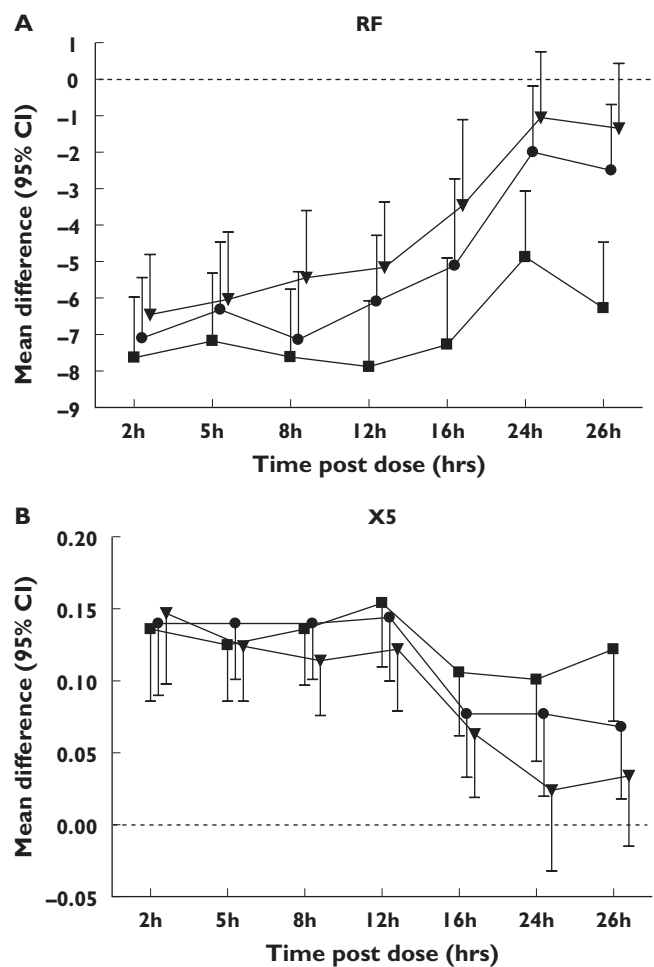 A
RF
1
0
–1
–2
–3
–4
–5
–6
–7
–8
–9
Mean difference (95% CI)
2h 5h 8h 12h 16h 24h 26h
Time post dose (hrs)
B
X5
0.20
0.15
0.10
0.05
0.00
–0.05
Mean difference (95% CI)
2h 5h 8h 12h 16h 24h 26h
Time post dose (hrs)